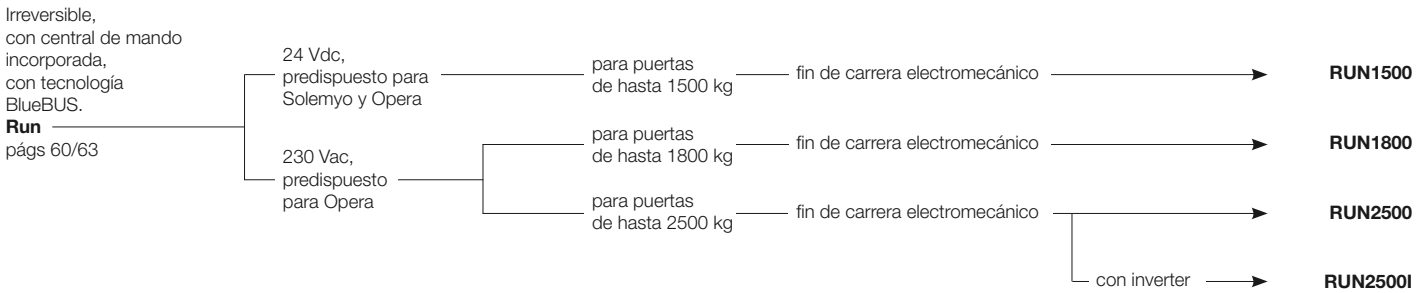 Irreversible,
con central de mando
incorporada,
con tecnología
BlueBUS.
Run
págs 60/63
24 Vdc,
predispuesto para
Solemyo y Opera
para puertas
de hasta 1500 kg
fin de carrera electromecánico
RUN1500
230 Vac,
predispuesto
para Opera
para puertas
de hasta 1800 kg
fin de carrera electromecánico
RUN1800
para puertas
de hasta 2500 kg
fin de carrera electromecánico
RUN2500
con inverter
RUN2500I